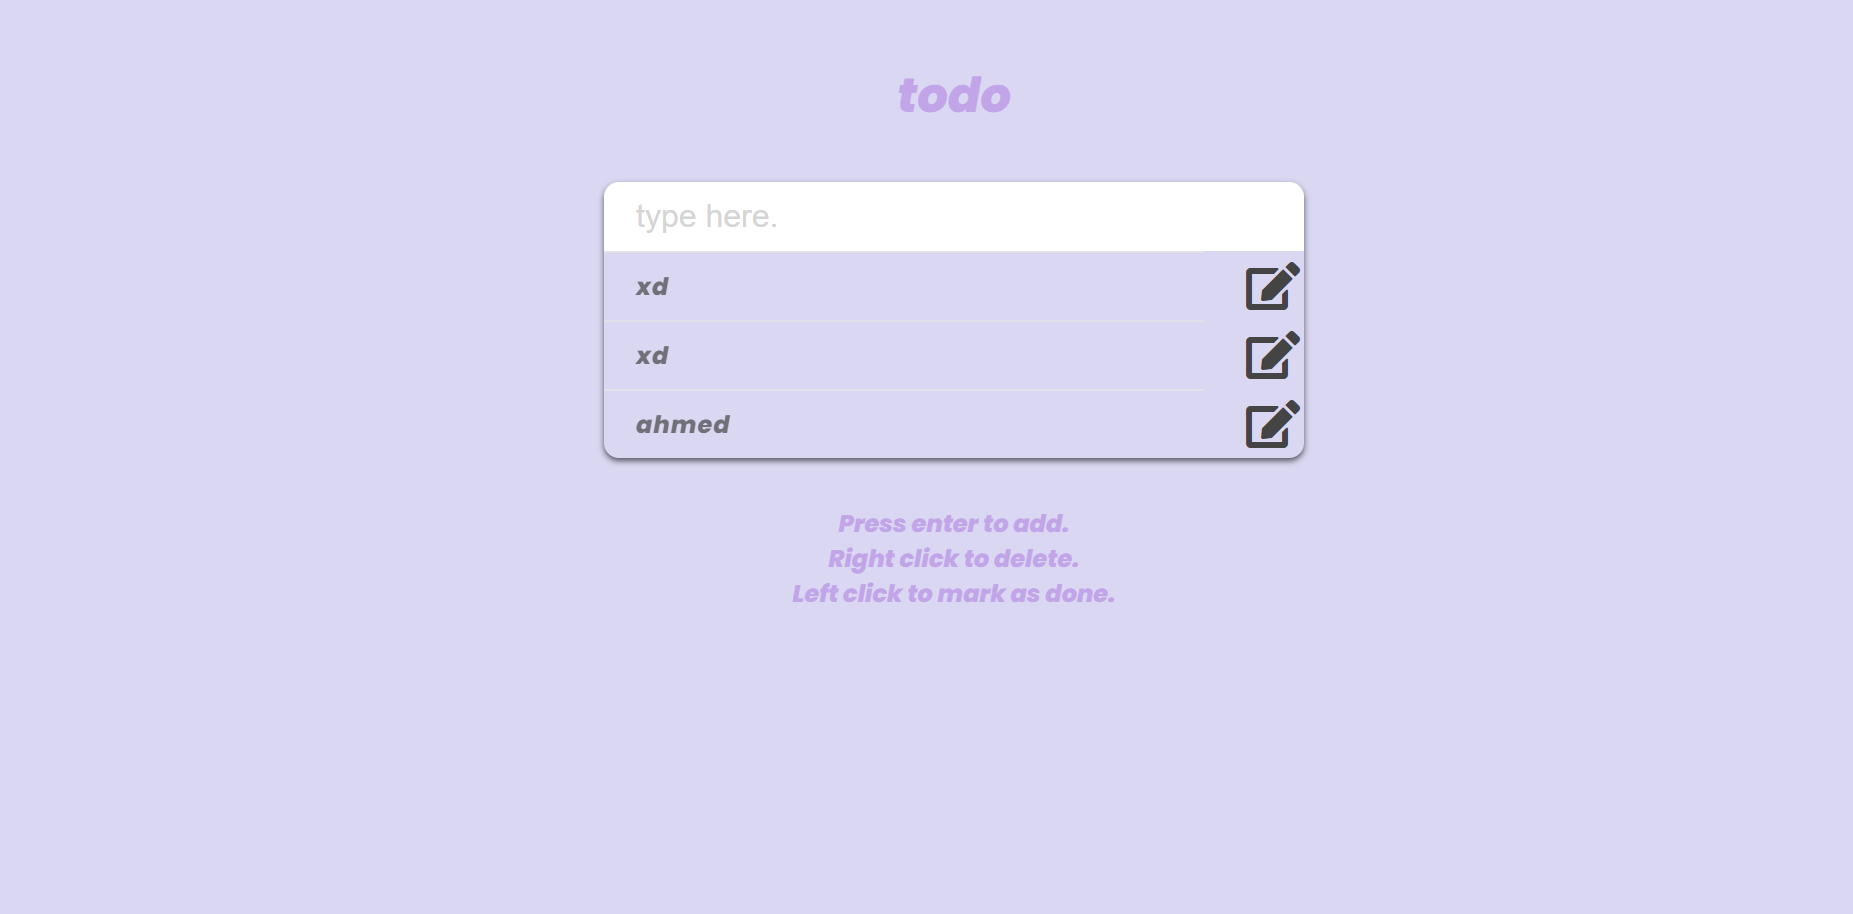 todo
type here.
xd
xd
ahmed
Press enter to add.
Right click to delete.
Left click to mark as done.